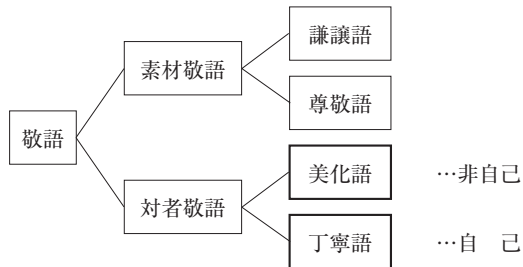 謙譲語
素材敬語
尊敬語
敬語
美化語 …非自己
対者敬語
丁寧語 …自　己